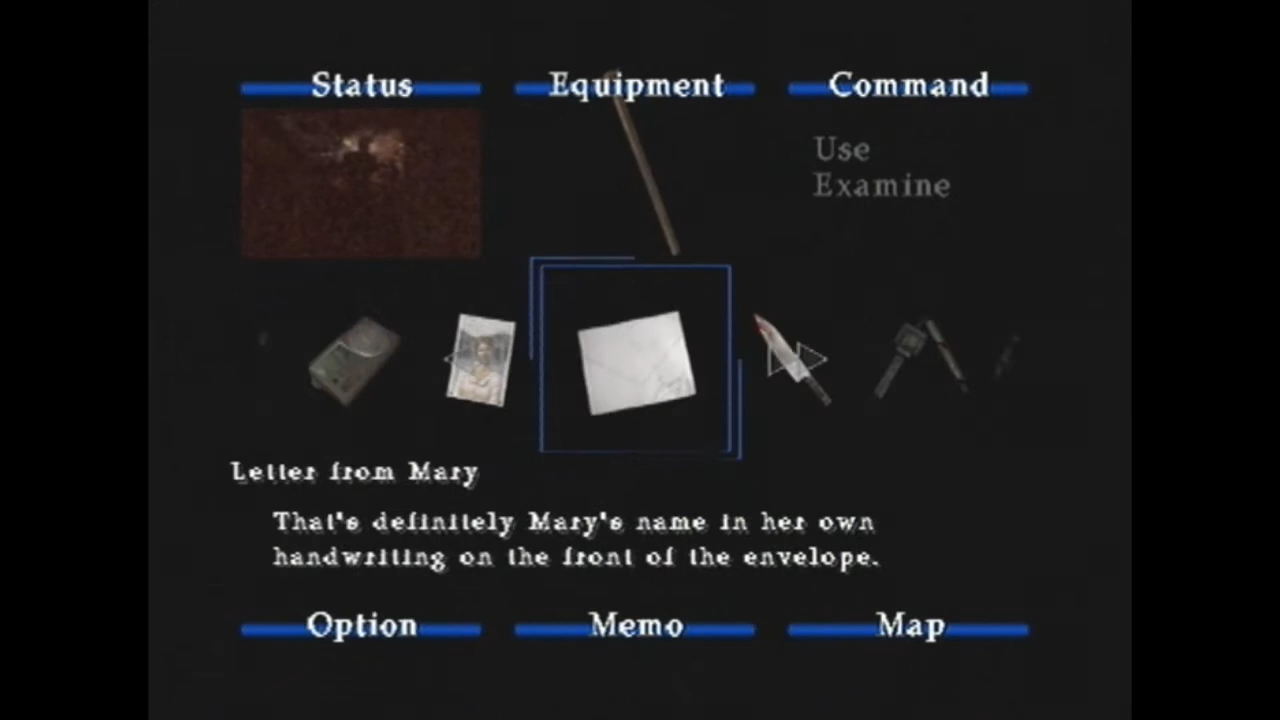 Status Equipment Command
Use
Examine
Letter from Mary
That's definitely Mary's name in her own
handwriting on the front of the envelope.
Option Memo Map